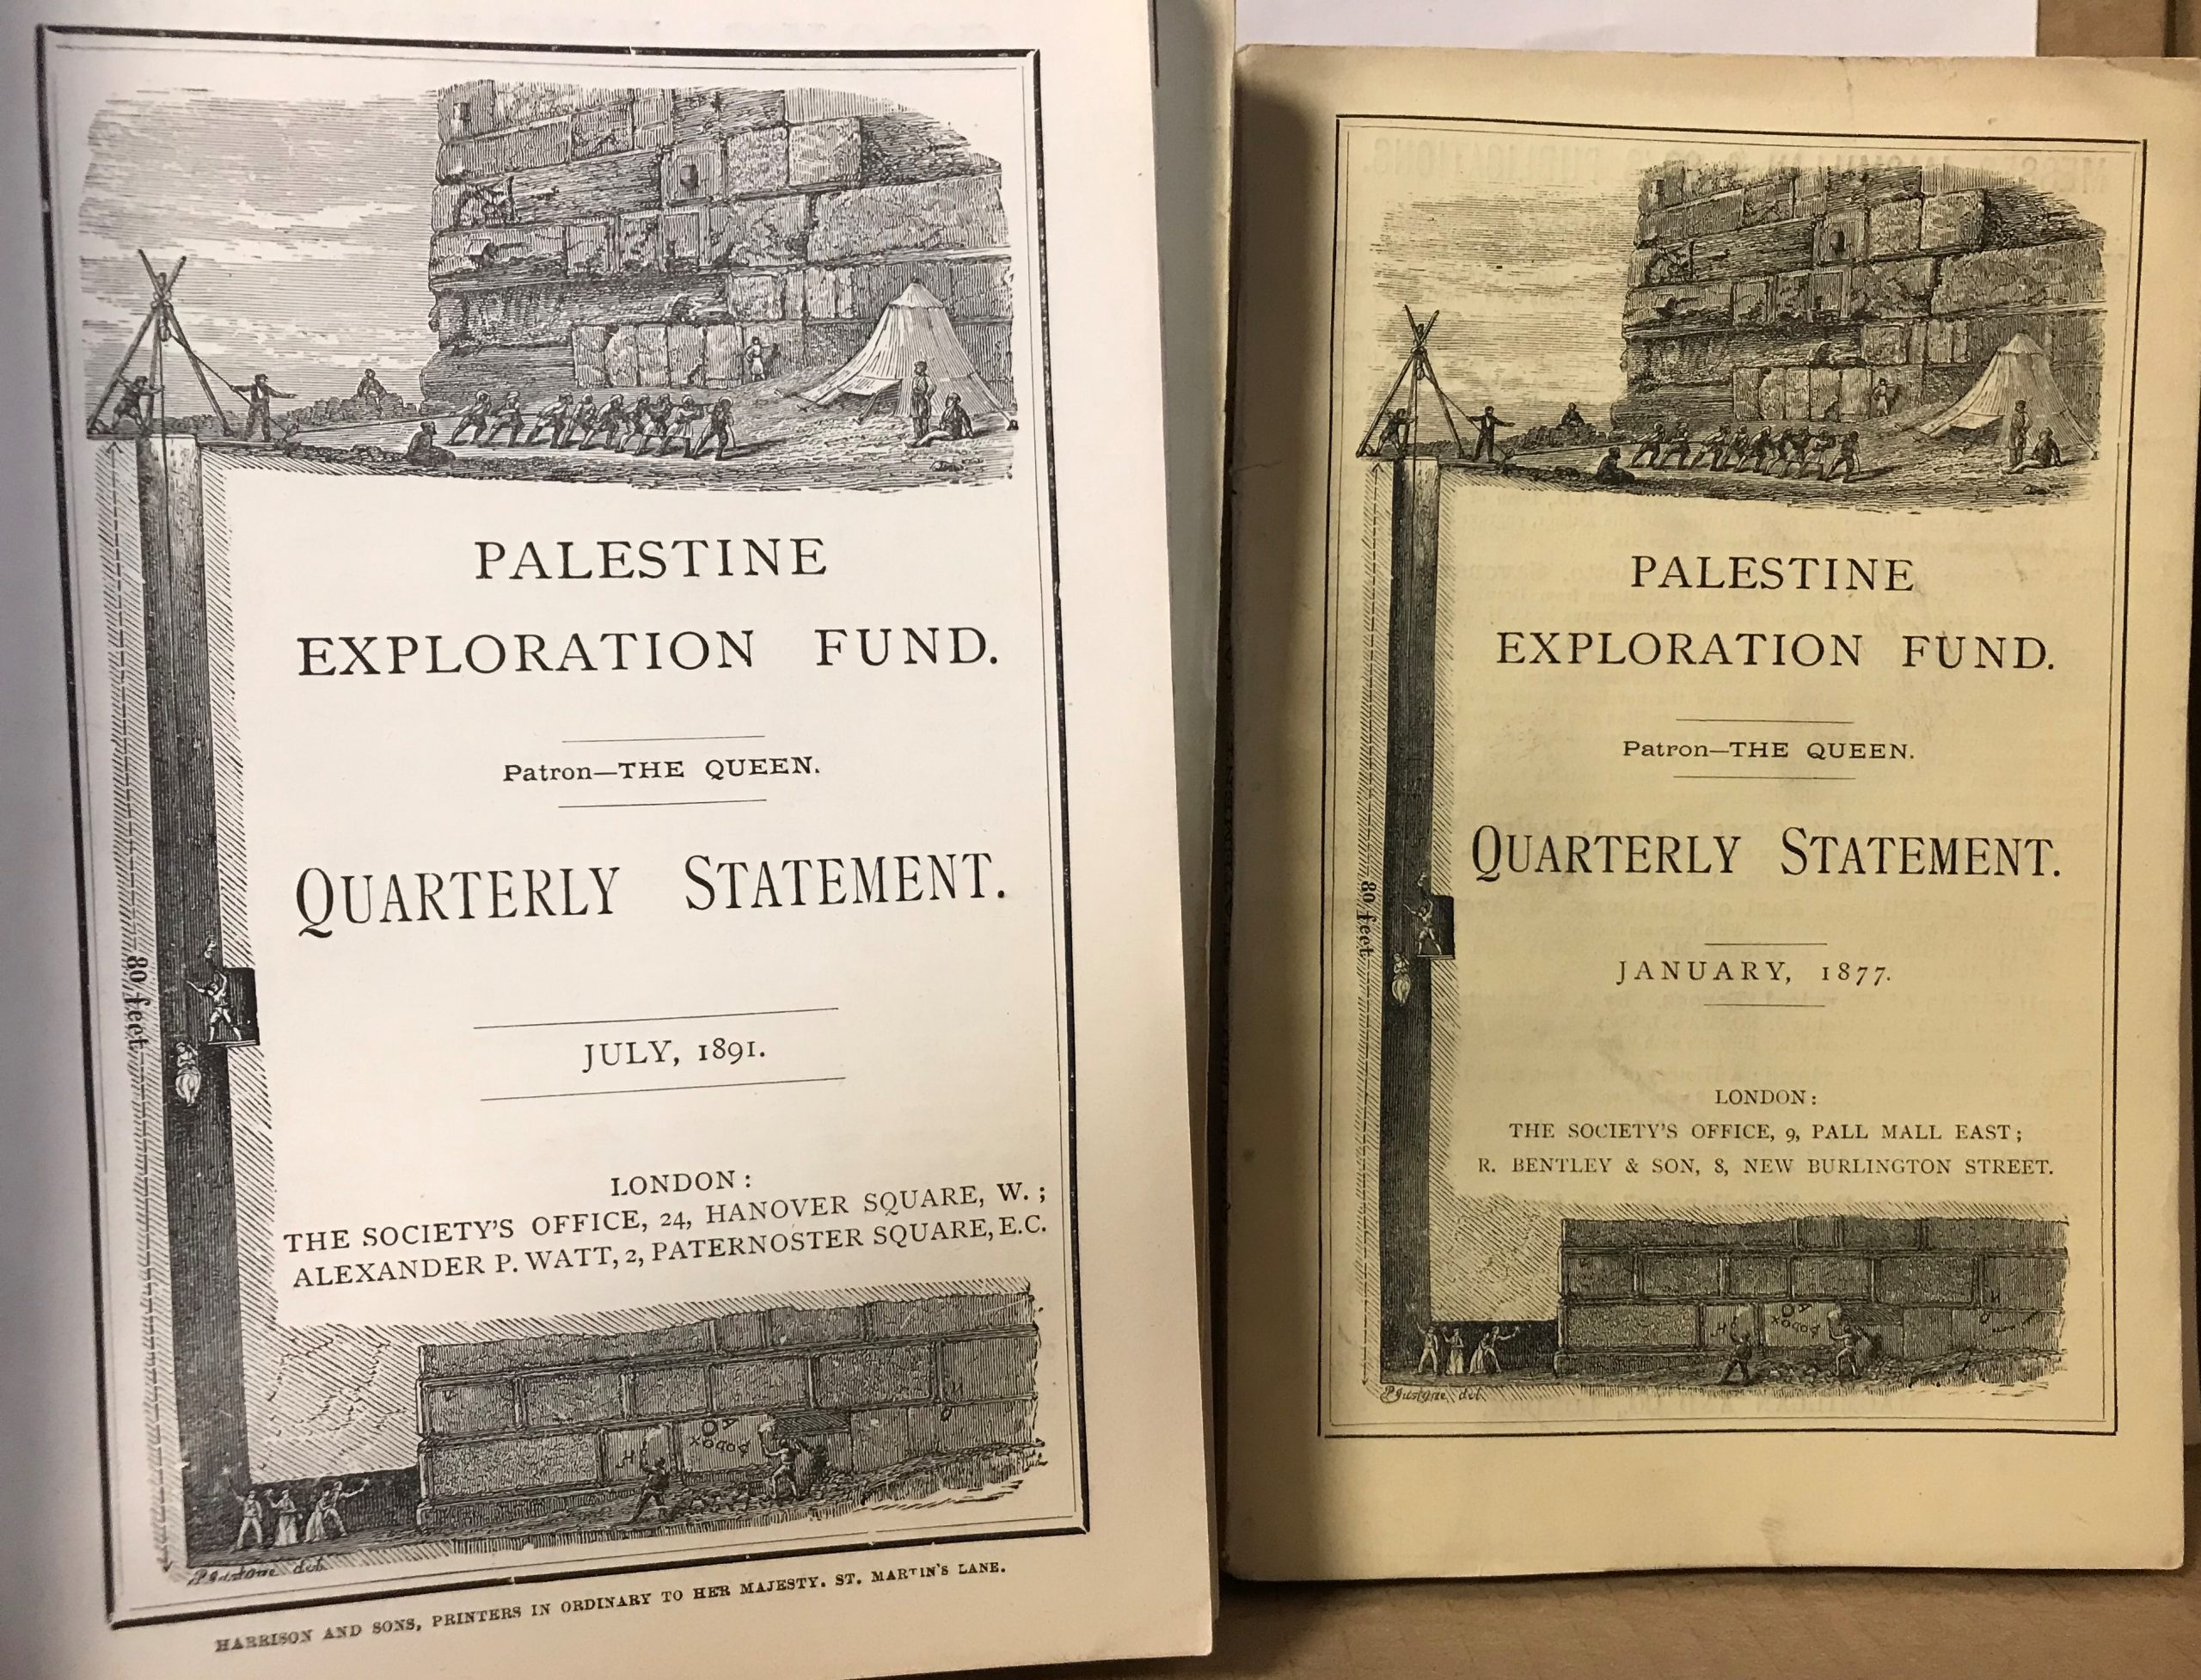 PALESTINE
EXPLORATION FUND.
Patron—THE QUEEN.
QUARTERLY STATEMENT.
JULY, 1891.
LONDON:
THE SOCIETY'S OFFICE, 24, HANOVER SQUARE, W.;
ALEXANDER P. WATT, 2, PATERNOSTER SQUARE, E.C.
80 feet
HARRISON AND SONS, PRINTERS IN ORDINARY TO HER MAJESTY. ST. MARTIN'S LANE.
PALESTINE
EXPLORATION FUND.
Patron—THE QUEEN.
QUARTERLY STATEMENT.
JANUARY, 1877.
LONDON:
THE SOCIETY'S OFFICE, 9, PALL MALL EAST;
R. BENTLEY & SON, 8, NEW BURLINGTON STREET.
80 feet